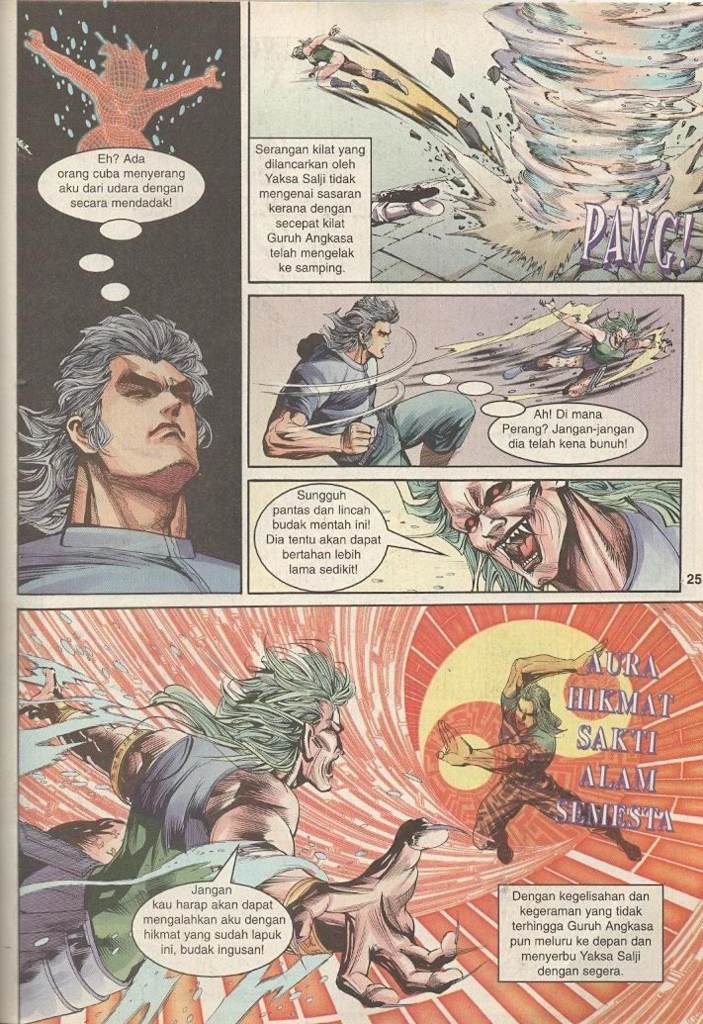 Eh? Ada
orang cuba menyerang
aku dari udara dengan
secara mendadak!
Serangan kilat yang
dilancarkan oleh
Yaksa Salji tidak
mengenai sasaran
kerana dengan
secepat kilat
Guruh Angkasa
telah mengelak
ke samping.
PANG!
Ah! Di mana
Perang? Jangan-jangan
dia telah kena bunuh!
Sungguh
pantas dan lincah
budak mentah ini!
Dia tentu akan dapat
bertahan lebih
lama sedikit!
25
AURA
HIKMAT
SAKTI
ALAM
SEMESTA
Jangan
kau harap akan dapat
mengalahkan aku dengan
hikmat yang sudah lapuk
ini, budak ingusan!
Dengan kegelisahan dan
kegeraman yang tidak
terhingga Guruh Angkasa
pun meluru ke depan dan
menyerbu Yaksa Salji
dengan segera.